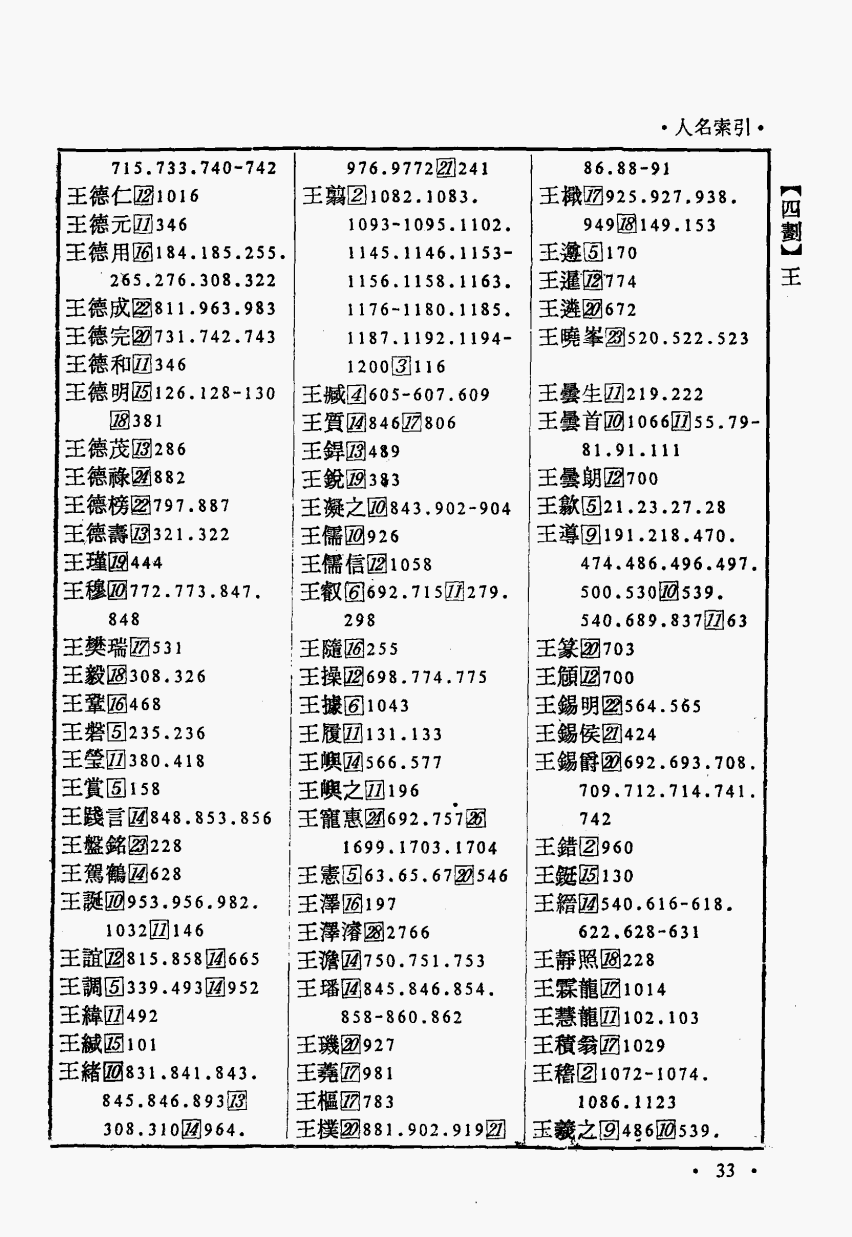 ·人名索引·
【四劃】王
715.733.740-742
王德仁[12]1016
王德元[11]346
王德用[16]184.185.255.
265.276.308.322
王德成[22]811.963.983
王德完[20]731.742.743
王德和[11]346
王德明[15]126.128-130
[18]381
王德茂[13]286
王德祿[24]882
王德榜[22]797.887
王德壽[13]321.322
王瑾[19]444
王穆[10]772.773.847.
848
王樊瑞[17]531
王毅[18]308.326
王鞏[16]468
王磐[5]235.236
王瑩[11]380.418
王賞[5]158
王踐言[14]848.853.856
王盤銘[23]228
王駕鶴[14]628
王誕[10]953.956.982.
1032[11]146
王誼[12]815.858[14]665
王調[5]339.493[14]952
王緯[11]492
王緘[15]101
王緒[10]831.841.843.
845.846.893[13]
308.310[14]964.
976.9772[21]241
王翦[2]1082.1083.
1093-1095.1102.
1145.1146.1153-
1156.1158.1163.
1176-1180.1185.
1187.1192.1194-
1200[3]116
王臧[4]605-607.609
王質[14]846[17]806
王銲[13]489
王銳[19]383
王凝之[10]843.902-904
王儒[10]926
王儒信[12]1058
王叡[6]692.715[11]279.
298
王隨[16]255
王操[12]698.774.775
王據[6]1043
王履[11]131.133
王嶼[14]566.577
王嶼之[11]196
王寵惠[24]692.757[26]
1699.1703.1704
王憲[5]63.65.67[20]546
王澤[16]197
王澤濬[28]2766
王澹[14]750.751.753
王璠[14]845.846.854.
858-860.862
王璣[20]927
王蕘[17]981
王樞[17]783
王樸[20]881.902.919[21]
86.88-91
王檝[17]925.927.938.
949[18]149.153
王遵[5]170
王暹[12]774
王遴[20]672
王曉峯[23]520.522.523
王曇生[11]219.222
王曇首[10]1066[11]55.79-
81.91.111
王曇朗[12]700
王歙[5]21.23.27.28
王導[9]191.218.470.
474.486.496.497.
500.530[10]539.
540.689.837[11]63
王篆[20]703
王頎[12]700
王錫明[22]564.565
王錫侯[21]424
王錫爵[20]692.693.708.
709.712.714.741.
742
王錯[2]960
王鋋[15]130
王縉[14]540.616-618.
622.628-631
王靜照[18]228
王霖龍[17]1014
王慧龍[11]102.103
王積翁[17]1029
王稽[2]1072-1074.
1086.1123
王羲之[9]486[10]539.
· 33 ·